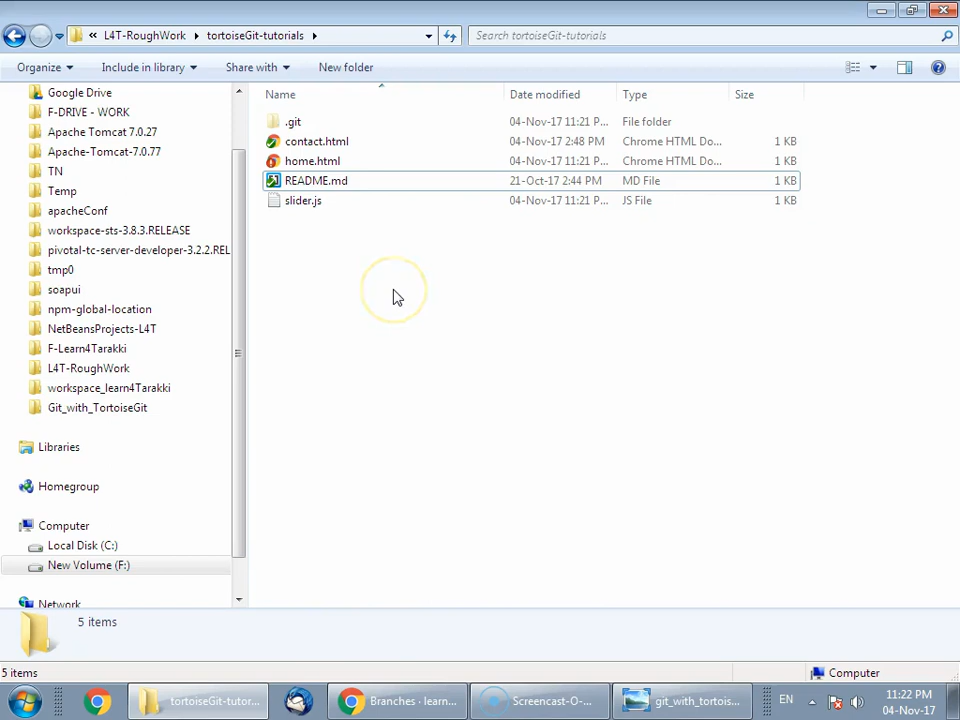 « L4T-RoughWork tortoiseGit-tutorials
Search tortoiseGit-tutorials
Organize Include in library Share with New folder
Name Date modified Type Size
.git 04-Nov-17 11:21 P... File folder
contact.html 04-Nov-17 2:48 PM Chrome HTML Do... 1 KB
home.html 04-Nov-17 11:21 P... Chrome HTML Do... 1 KB
README.md 21-Oct-17 2:44 PM MD File 1 KB
slider.js 04-Nov-17 11:21 P... JS File 1 KB
Google Drive
F-DRIVE - WORK
Apache Tomcat 7.0.27
Apache-Tomcat-7.0.77
TN
Temp
apacheConf
workspace-sts-3.8.3.RELEASE
pivotal-tc-server-developer-3.2.2.REL
tmp0
soapui
npm-global-location
NetBeansProjects-L4T
F-Learn4Tarakki
L4T-RoughWork
workspace_learn4Tarakki
Git_with_TortoiseGit
Libraries
Homegroup
Computer
Local Disk (C:)
New Volume (F:)
Network
5 items
5 items
Computer
tortoiseGit-tutor...
Branches - learn...
Screencast-O-...
git_with_tortois...
EN
11:22 PM
04-Nov-17